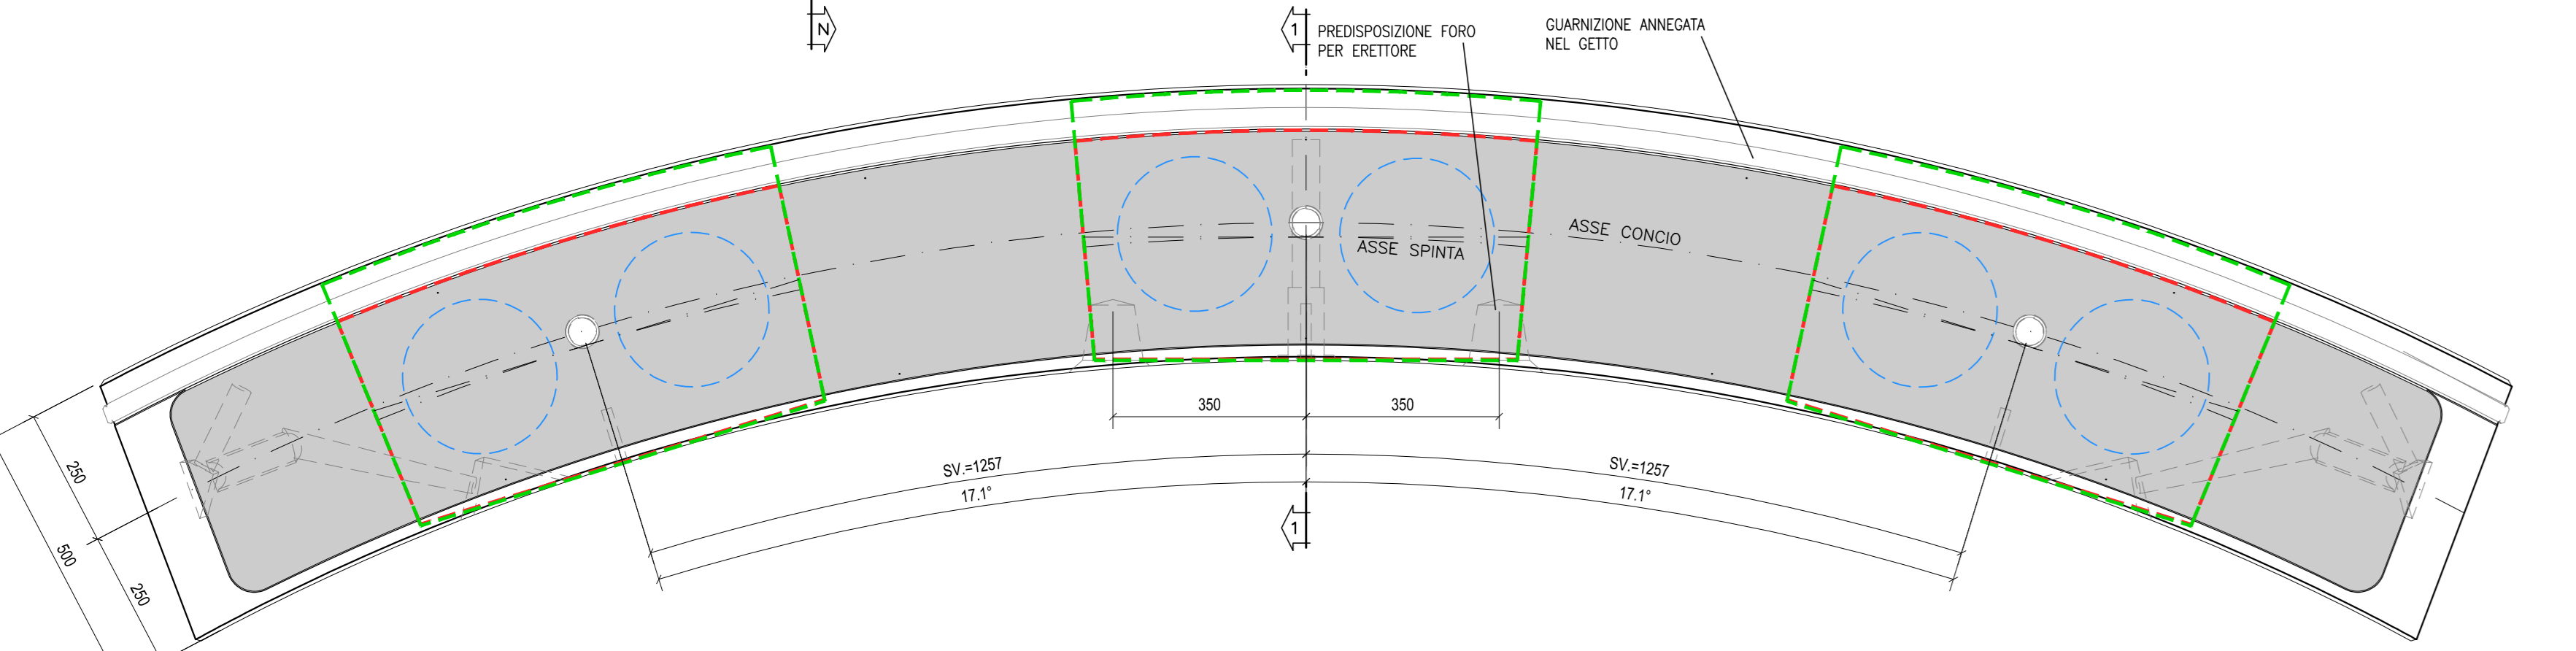 N
1
PREDISPOSIZIONE FORO
PER ERETTORE
GUARNIZIONE ANNEGATA
NEL GETTO
ASSE CONCIO
ASSE SPINTA
350
350
SV.=1257
SV.=1257
17.1°
17.1°
250
500
250
1